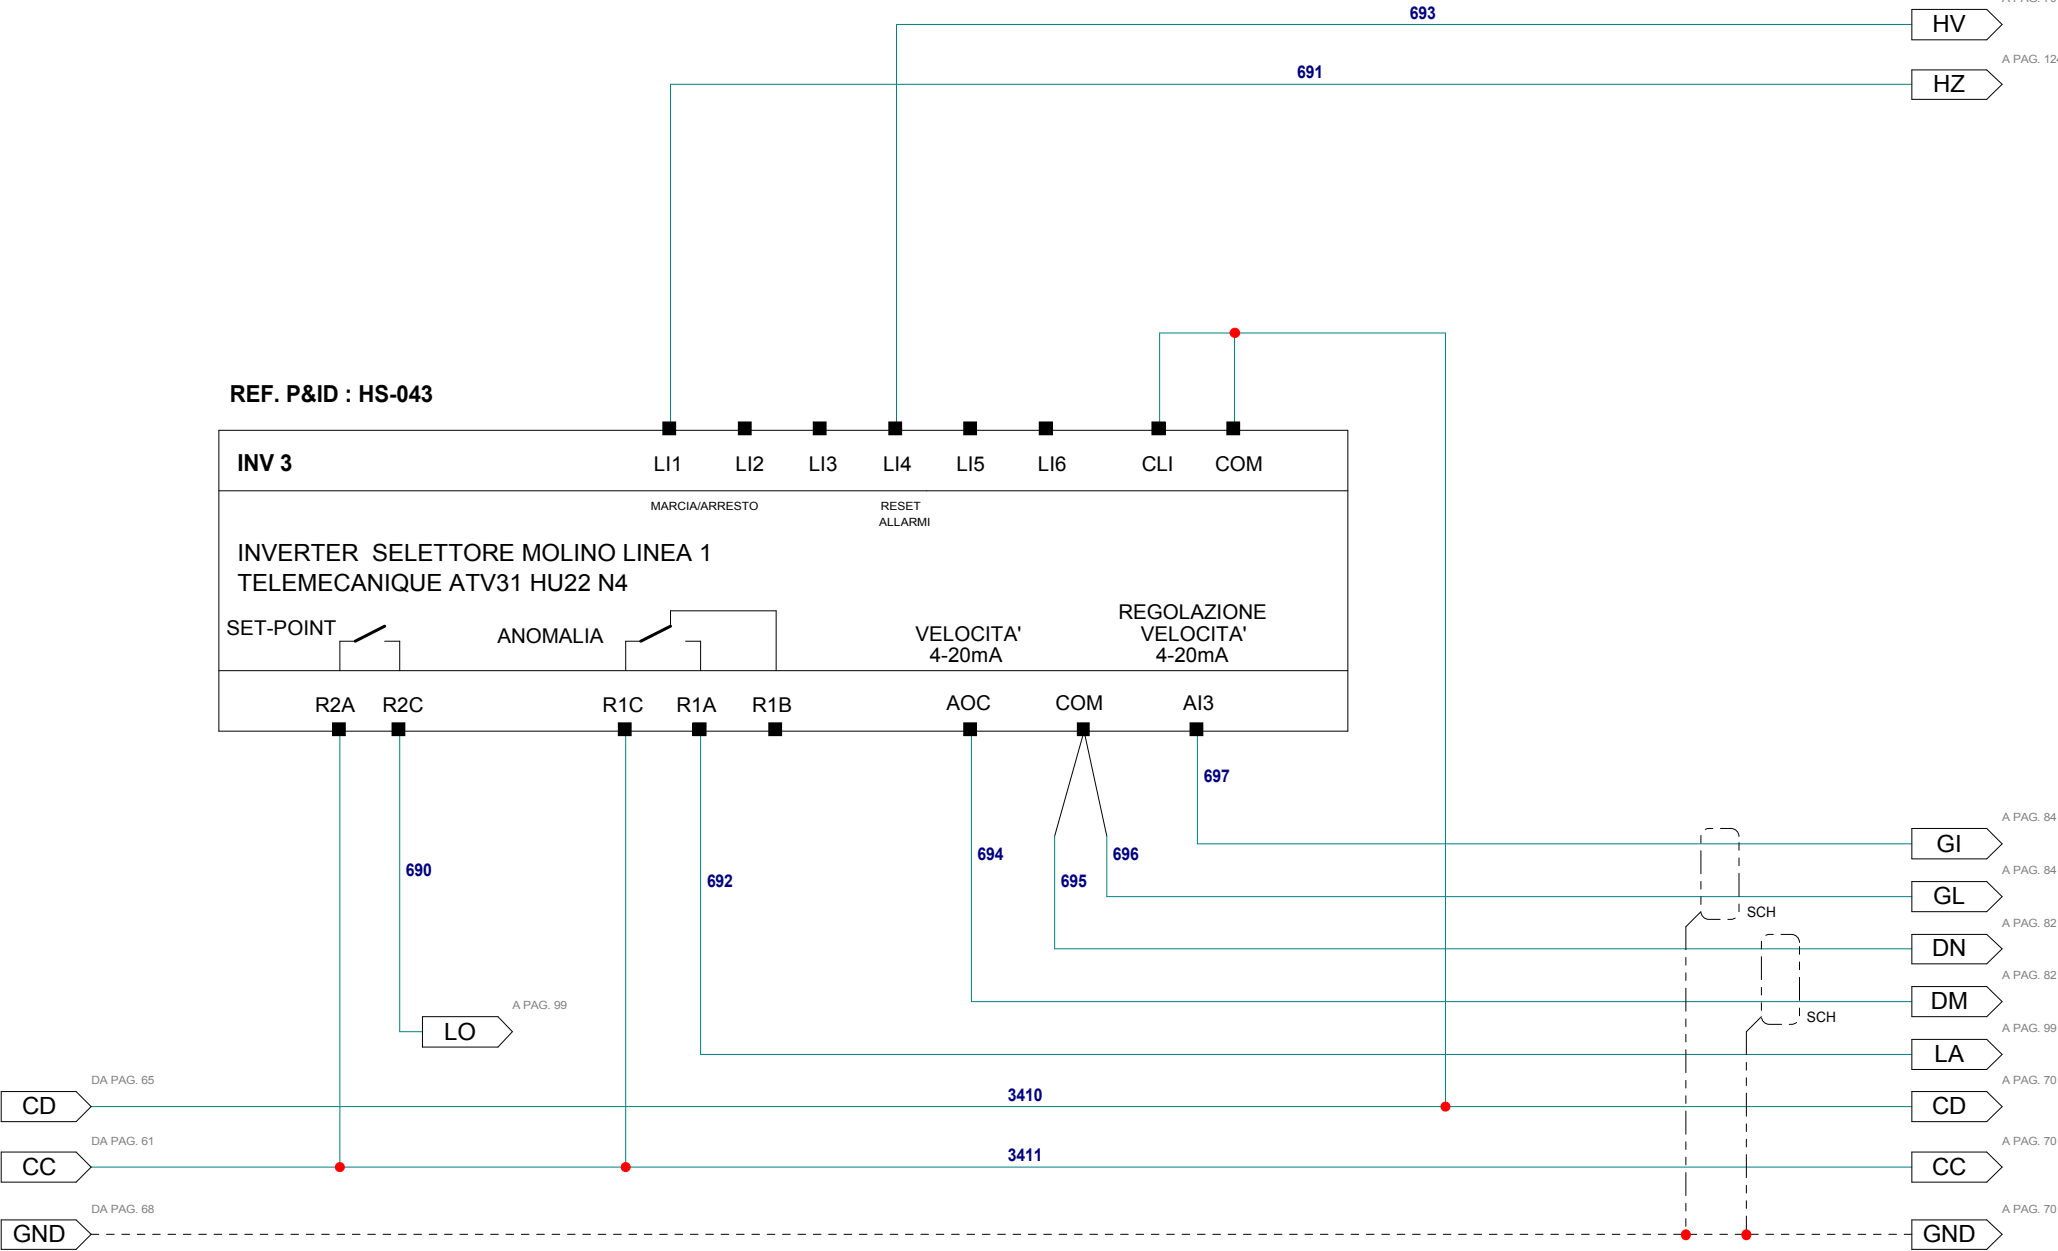 693
HV
A PAG. 124
691
HZ
REF. P&ID : HS-043
INV 3
LI1 LI2 LI3 LI4 LI5 LI6 CLI COM
MARCIA/ARRESTO
RESET
ALLARMI
INVERTER SELETTORE MOLINO LINEA 1
TELEMECANIQUE ATV31 HU22 N4
SET-POINT
ANOMALIA
VELOCITA'
4-20mA
REGOLAZIONE
VELOCITA'
4-20mA
R2A R2C R1C R1A R1B AOC COM AI3
697
A PAG. 84
GI
694
696
690
695
692
A PAG. 84
GL
SCH
A PAG. 82
DN
A PAG. 82
DM
SCH
A PAG. 99
LO
A PAG. 99
LA
DA PAG. 65
CD
3410
A PAG. 70
CD
DA PAG. 61
CC
3411
A PAG. 70
CC
DA PAG. 68
GND
A PAG. 70
GND